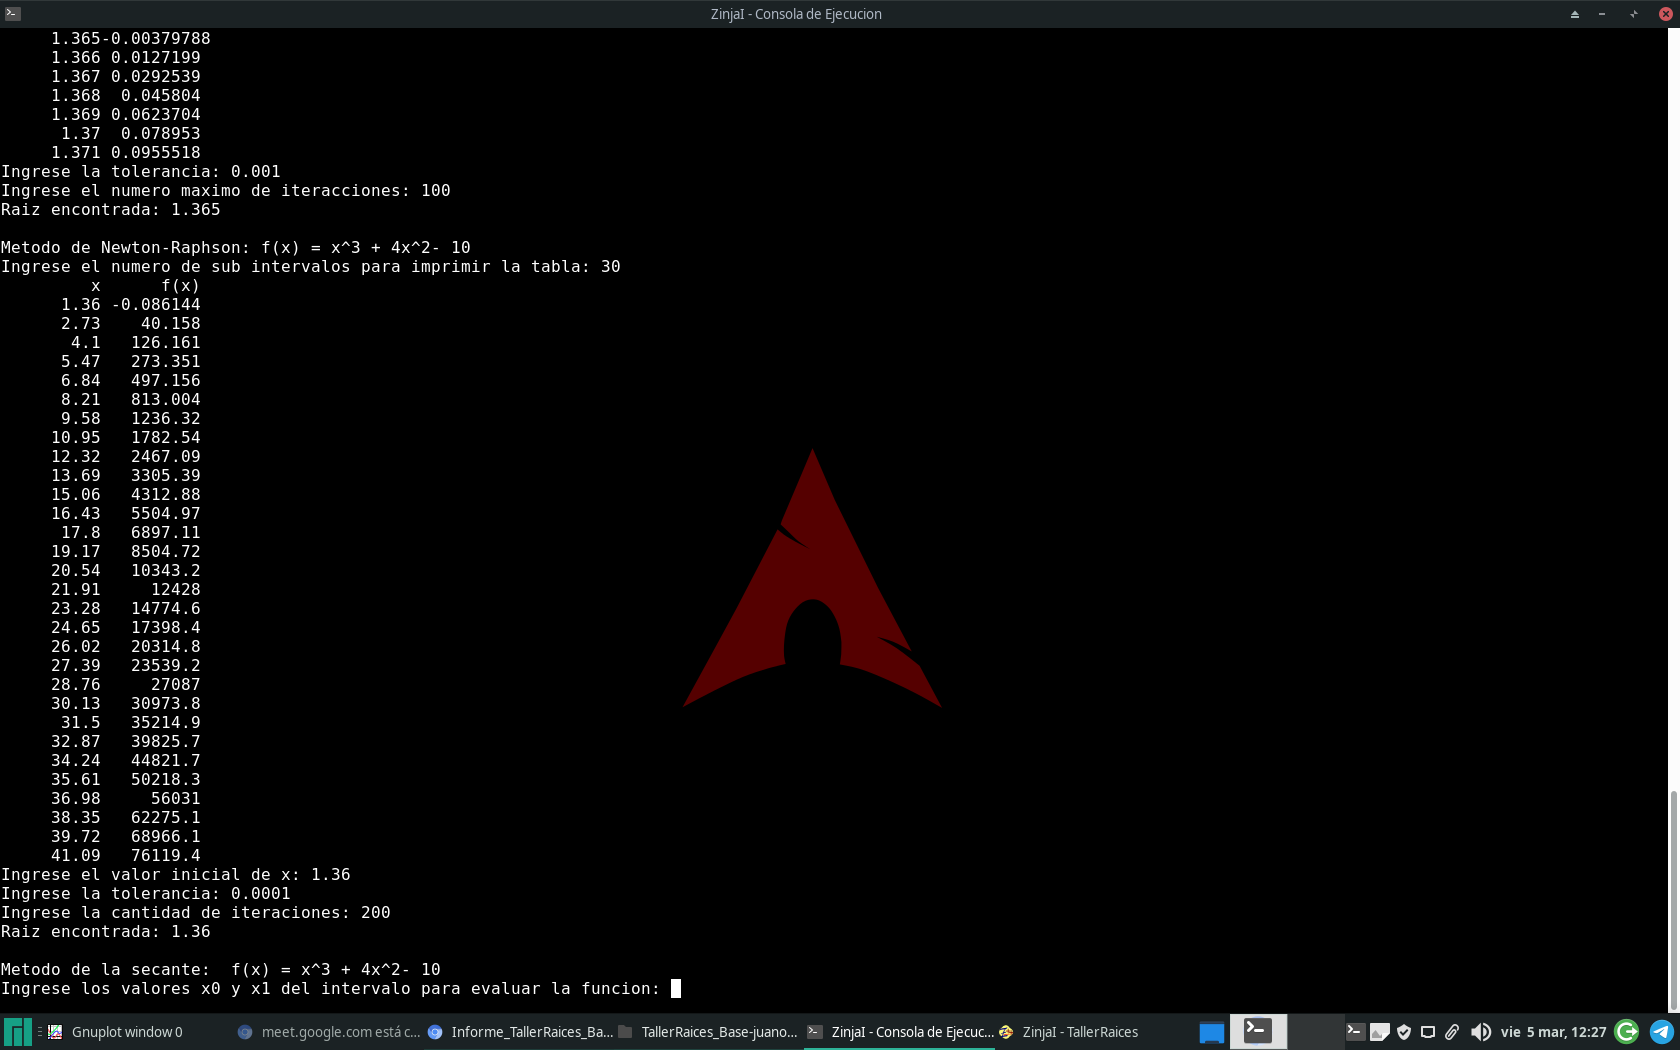 ZinjaI - Consola de Ejecucion
1.365-0.00379788
1.366 0.0127199
1.367 0.0292539
1.368 0.045804
1.369 0.0623704
1.37 0.078953
1.371 0.0955518
Ingrese la tolerancia: 0.001
Ingrese el numero maximo de iteracciones: 100
Raiz encontrada: 1.365
Metodo de Newton-Raphson: f(x) = x^3 + 4x^2- 10
Ingrese el numero de sub intervalos para imprimir la tabla: 30
x f(x)
1.36 -0.086144
2.73 40.158
4.1 126.161
5.47 273.351
6.84 497.156
8.21 813.004
9.58 1236.32
10.95 1782.54
12.32 2467.09
13.69 3305.39
15.06 4312.88
16.43 5504.97
17.8 6897.11
19.17 8504.72
20.54 10343.2
21.91 12428
23.28 14774.6
24.65 17398.4
26.02 20314.8
27.39 23539.2
28.76 27087
30.13 30973.8
31.5 35214.9
32.87 39825.7
34.24 44821.7
35.61 50218.3
36.98 56031
38.35 62275.1
39.72 68966.1
41.09 76119.4
Ingrese el valor inicial de x: 1.36
Ingrese la tolerancia: 0.0001
Ingrese la cantidad de iteraciones: 200
Raiz encontrada: 1.36
Metodo de la secante:  f(x) = x^3 + 4x^2- 10
Ingrese los valores x0 y x1 del intervalo para evaluar la funcion:
Gnuplot window 0 meet.google.com está c... Informe_TallerRaices_Ba... TallerRaices_Base-juano... ZinjaI - Consola de Ejecuc... ZinjaI - TallerRaices vie 5 mar, 12:27